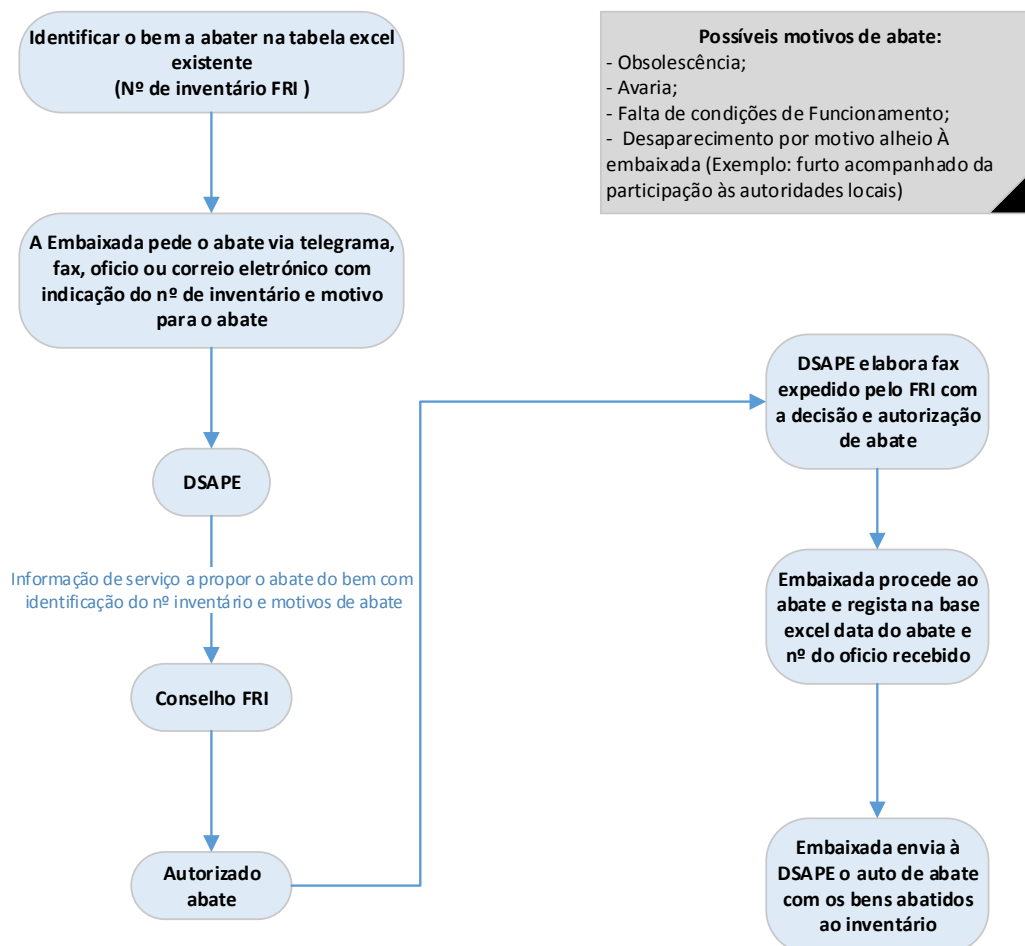 Identificar o bem a abater na tabela excel
existente
(Nº de inventário FRI )
Possíveis motivos de abate:
- Obsolescência;
- Avaria;
- Falta de condições de Funcionamento;
- Desaparecimento por motivo alheio À
embaixada (Exemplo: furto acompanhado da
participação às autoridades locais)
A Embaixada pede o abate via telegrama,
fax, oficio ou correio eletrónico com
indicação do nº de inventário e motivo
para o abate
DSAPE
Informação de serviço a propor o abate do bem com
identificação do nº inventário e motivos de abate
Conselho FRI
Autorizado
abate
DSAPE elabora fax
expedido pelo FRI com
a decisão e autorização
de abate
Embaixada procede ao
abate e regista na base
excel data do abate e
nº do oficio recebido
Embaixada envia à
DSAPE o auto de abate
com os bens abatidos
ao inventário